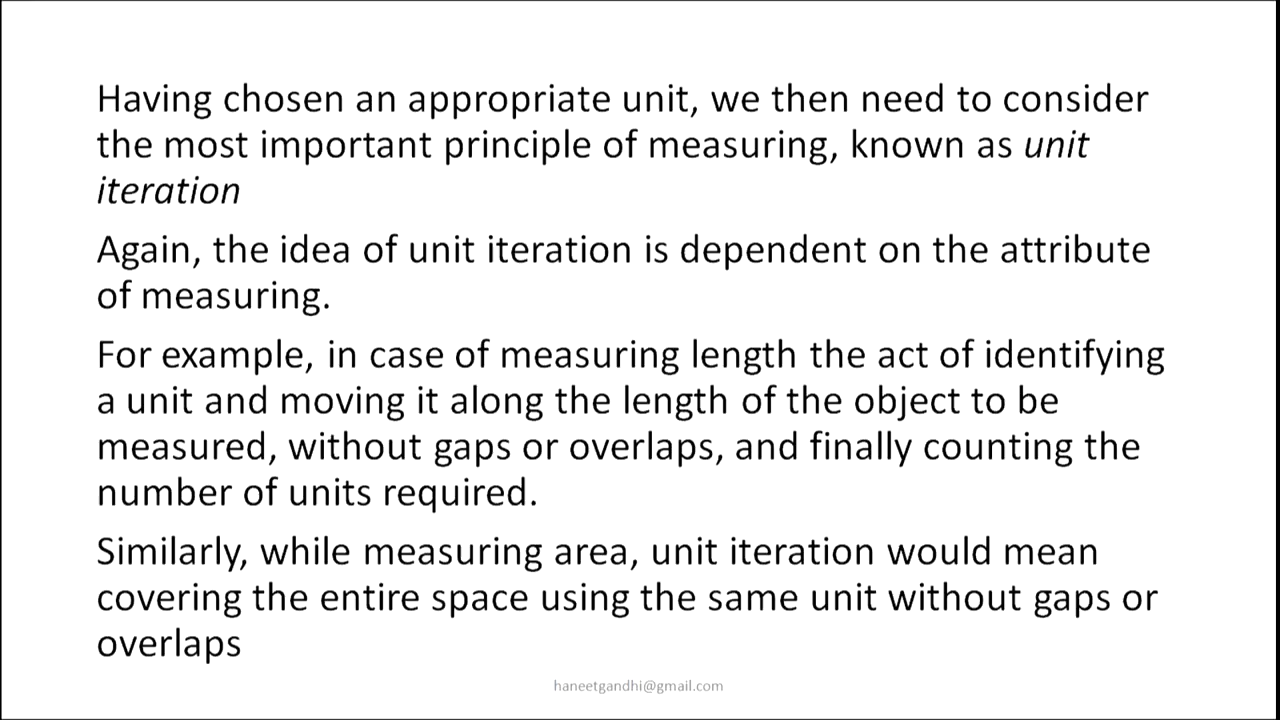 Having chosen an appropriate unit, we then need to consider
the most important principle of measuring, known as unit
iteration
Again, the idea of unit iteration is dependent on the attribute
of measuring.
For example, in case of measuring length the act of identifying
a unit and moving it along the length of the object to be
measured, without gaps or overlaps, and finally counting the
number of units required.
Similarly, while measuring area, unit iteration would mean
covering the entire space using the same unit without gaps or
overlaps
haneetgandhi@gmail.com